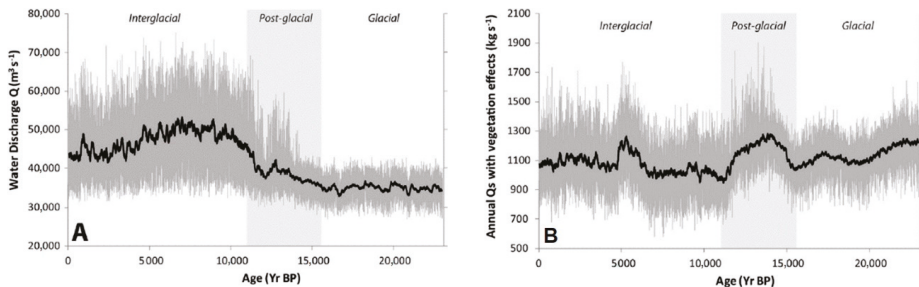 Interglacial Post-glacial Glacial
Water Discharge Q (m³ s⁻¹)
80,000
70,000
60,000
50,000
40,000
30,000
20,000
A
0 5000 10,000 15,000 20,000
Age (Yr BP)
Interglacial Post-glacial Glacial
Annual Qs with vegetation effects (kg s⁻¹)
2100
1900
1700
1500
1300
1100
900
700
500
B
0 5000 10,000 15,000 20,000
Age (Yr BP)